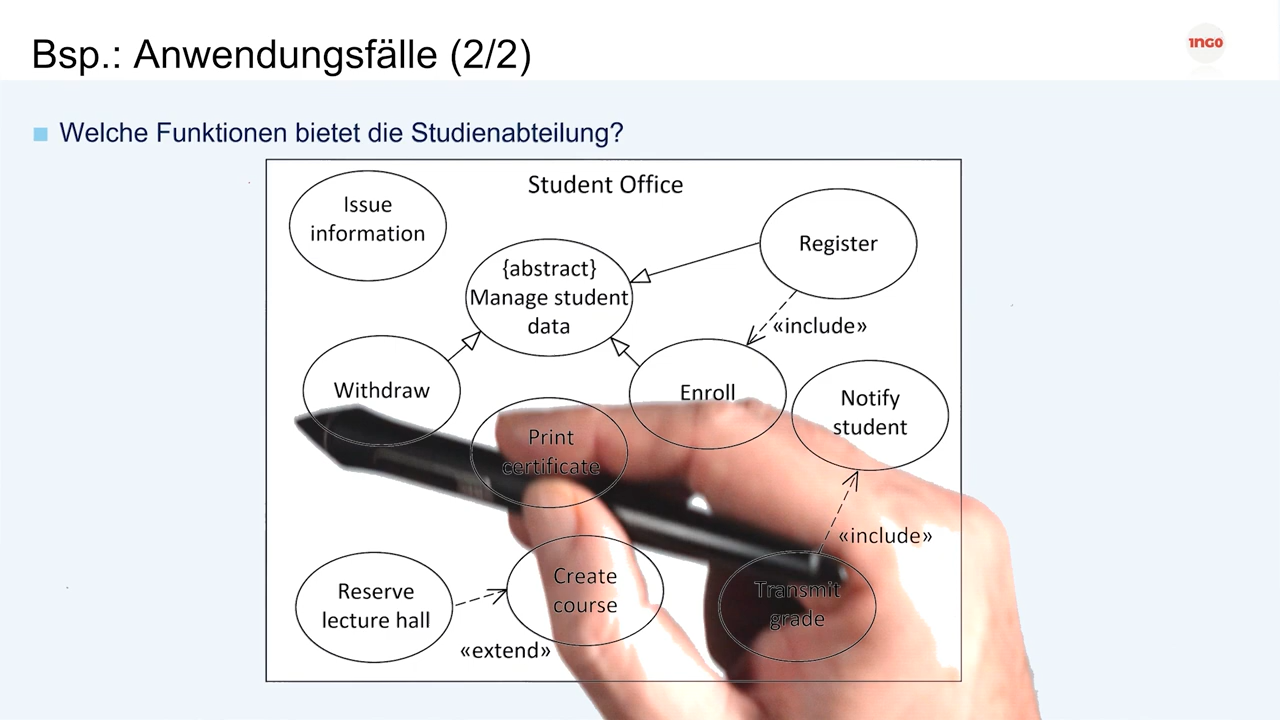 Bsp.: Anwendungsfälle (2/2)
1NG0
Welche Funktionen bietet die Studienabteilung?
Student Office
Issue
information
Register
{abstract}
Manage student
data
«include»
Withdraw
Enroll
Notify
student
Print
certificate
«include»
Reserve
lecture hall
Create
course
Transmit
grade
«extend»